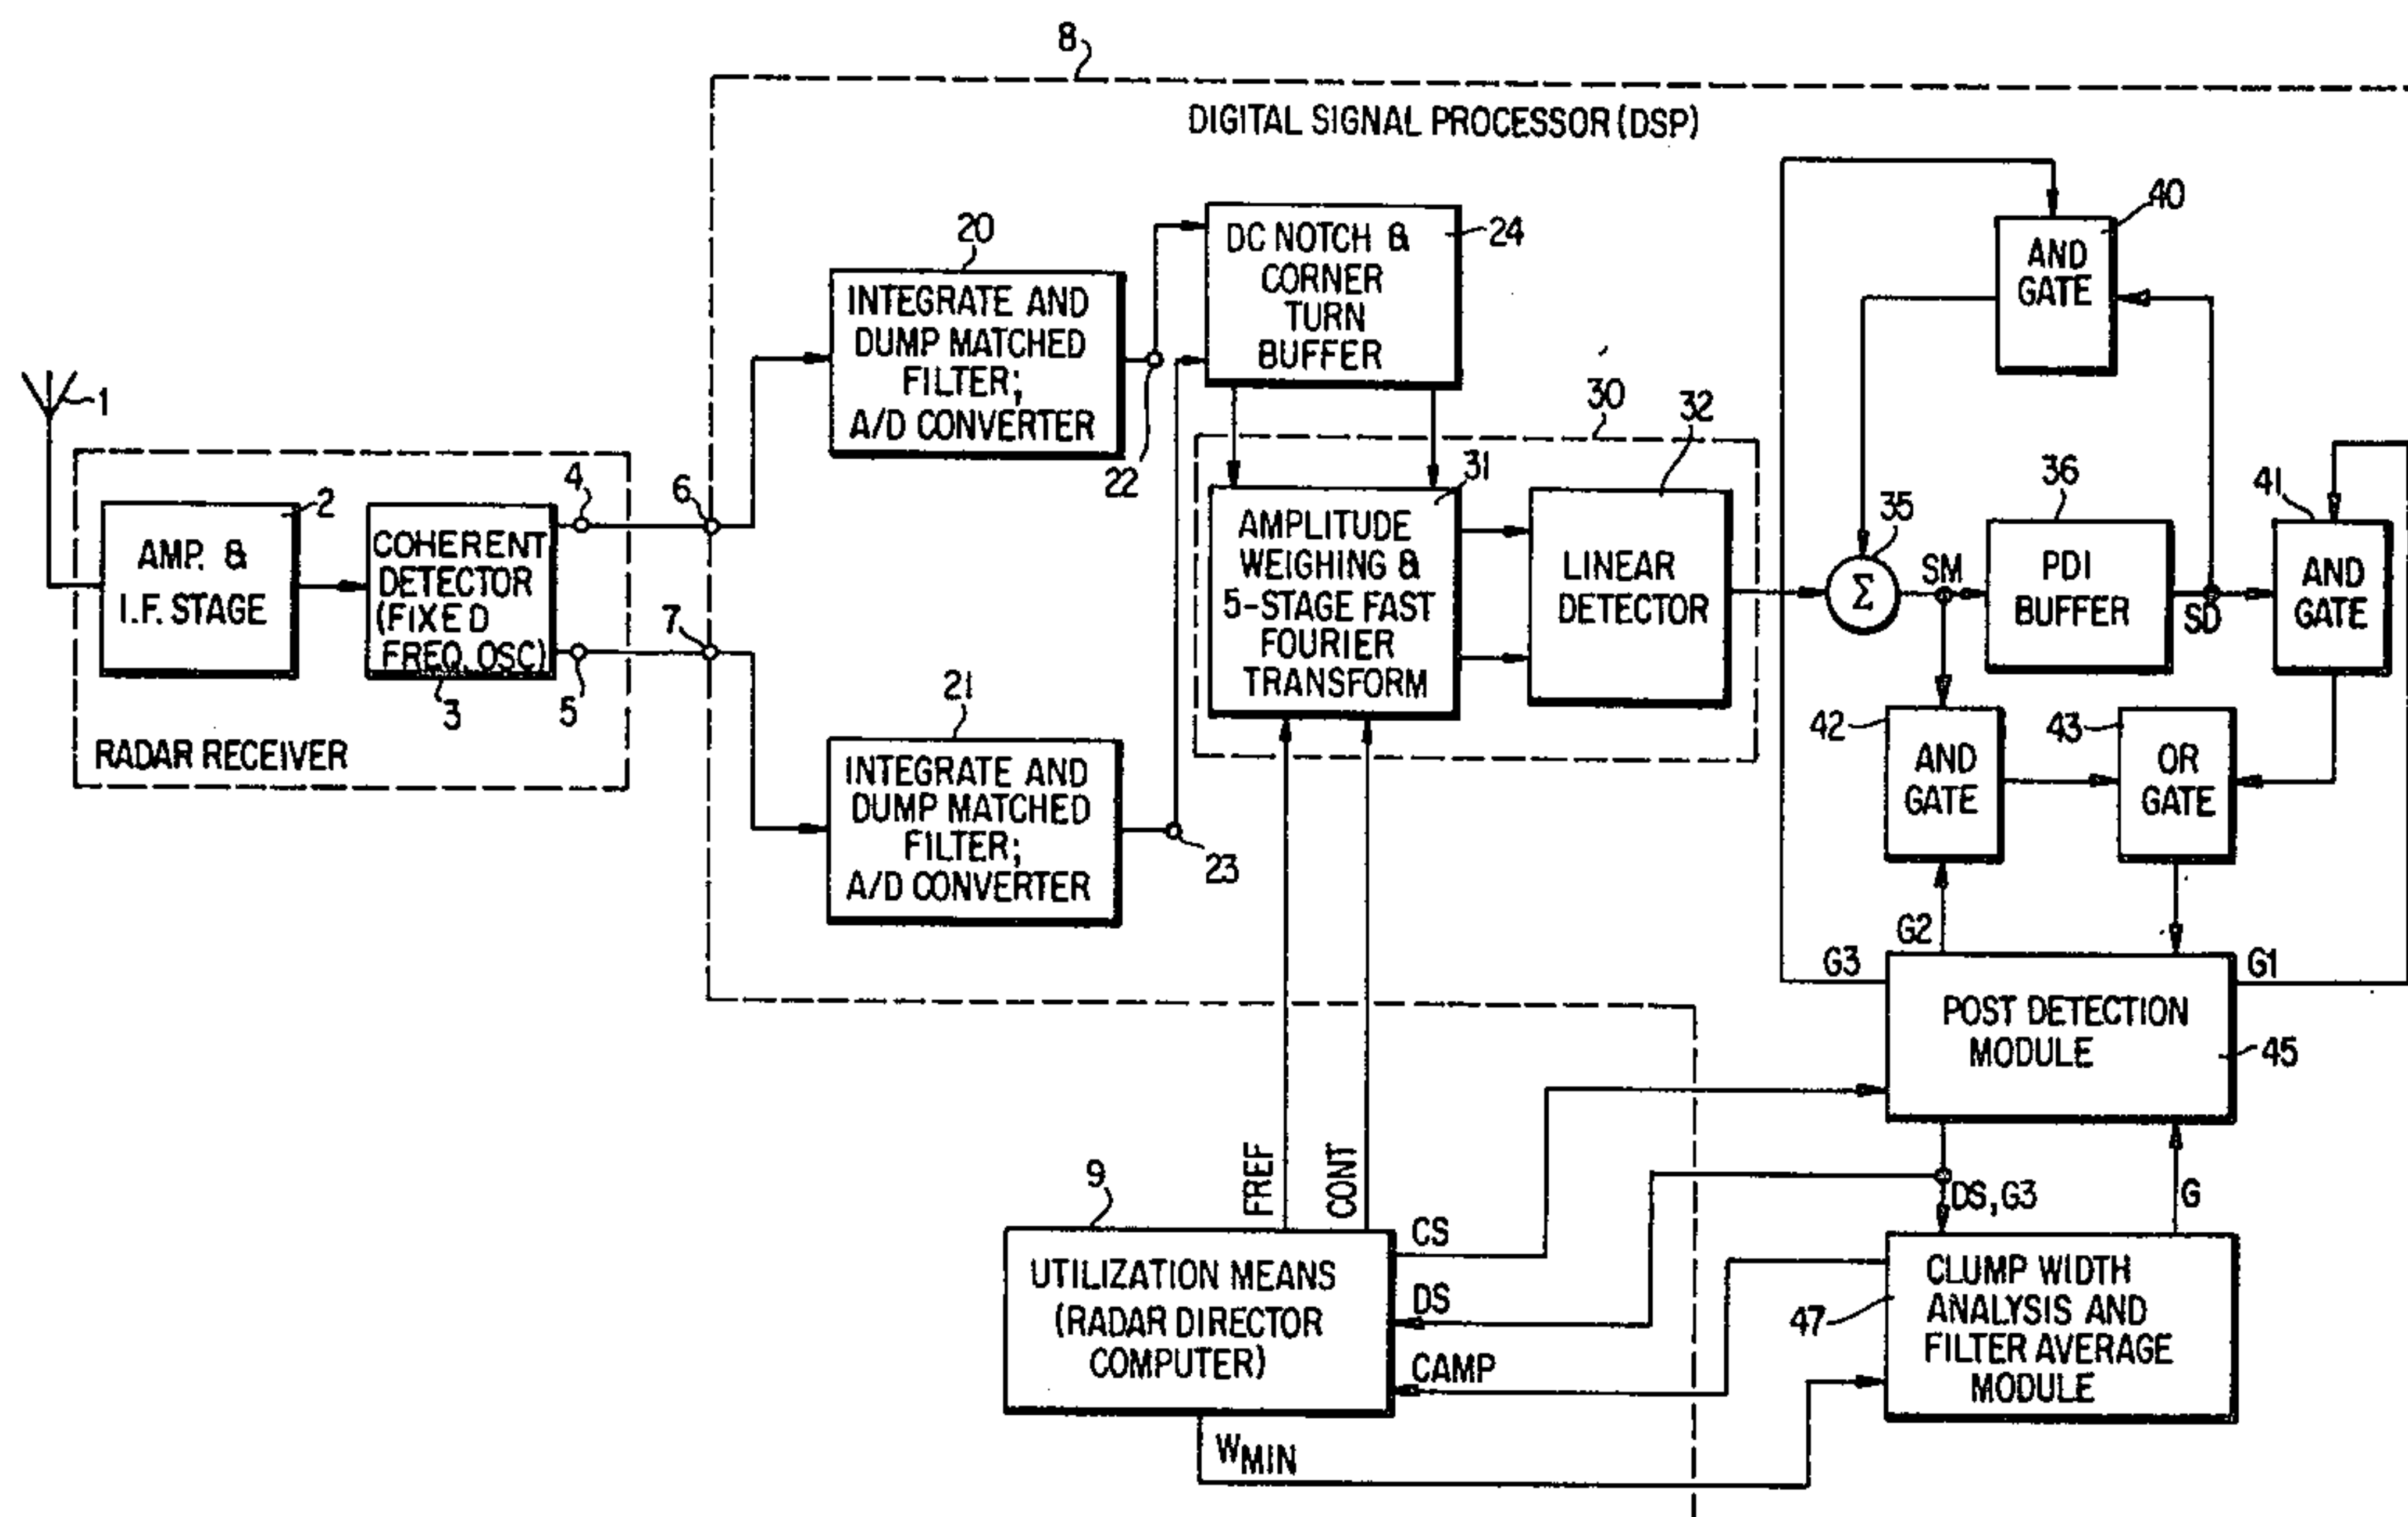 8
DIGITAL SIGNAL PROCESSOR (DSP)
1
RADAR RECEIVER
AMP. &
I.F. STAGE
2
COHERENT
DETECTOR
(FIXED
FREQ. OSC)
3
4
5
6
7
20
INTEGRATE AND
DUMP MATCHED
FILTER;
A/D CONVERTER
22
21
INTEGRATE AND
DUMP MATCHED
FILTER;
A/D CONVERTER
23
DC NOTCH &
CORNER
TURN
BUFFER
24
30
31
AMPLITUDE
WEIGHING &
5-STAGE FAST
FOURIER
TRANSFORM
32
LINEAR
DETECTOR
35
Σ
SM
36
PDI
BUFFER
SD
40
AND
GATE
41
AND
GATE
42
AND
GATE
43
OR
GATE
G2
G3
G1
POST DETECTION
MODULE
45
DS, G3
G
47
CLUMP WIDTH
ANALYSIS AND
FILTER AVERAGE
MODULE
9
UTILIZATION MEANS
(RADAR DIRECTOR
COMPUTER)
FREF
CONT
CS
DS
CAMP
WMIN